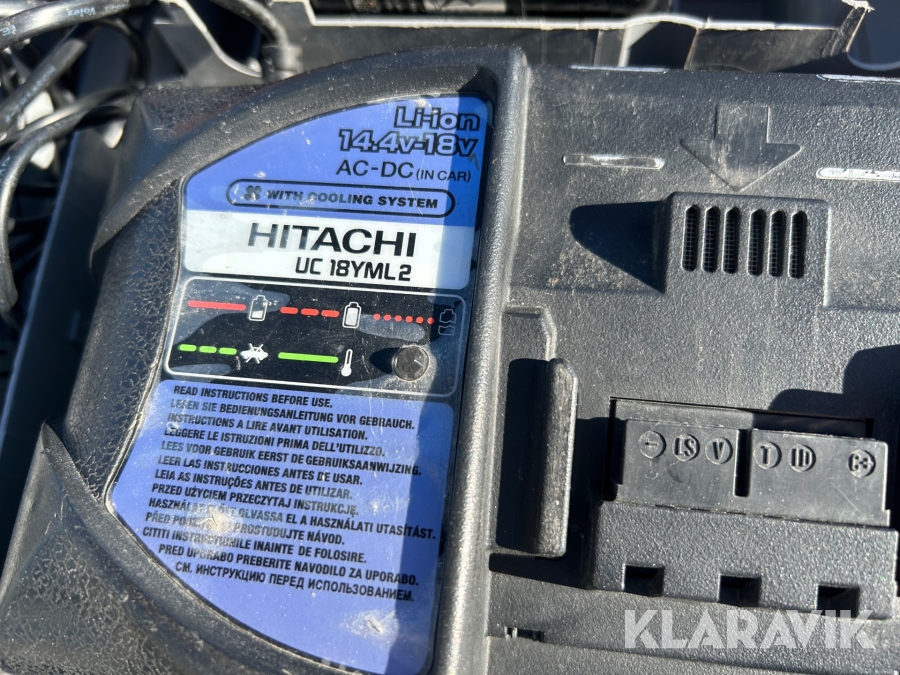 Li-ion
14.4v-18v
AC-DC (IN CAR)
WITH COOLING SYSTEM
HITACHI
UC 18YML2
READ INSTRUCTIONS BEFORE USE.
LESEN SIE BEDIENUNGSANLEITUNG VOR GEBRAUCH.
INSTRUCTIONS A LIRE AVANT UTILISATION.
LEGGERE LE ISTRUZIONI PRIMA DELL'UTILIZZO.
LEES VOOR GEBRUIK EERST DE GEBRUIKSAANWIJZING.
LEER LAS INSTRUCCIONES ANTES DE USAR.
LEIA AS INSTRUÇÕES ANTES DE UTILIZAR.
PRZED UŻYCIEM PRZECZYTAJ INSTRUKCJĘ.
OLVASSA EL A HASZNÁLATI UTASÍTÁST.
PŘED PROSTUDUJTE NÁVOD.
CITITI INSTRUCTIUNILE INAINTE DE FOLOSIRE.
PRED UPORABO PREBERITE NAVODILO ZA UPORABO.
СМ. ИНСТРУКЦИЮ ПЕРЕД ИСПОЛЬЗОВАНИЕМ.
- LS V T ID C+
KLARAVIK